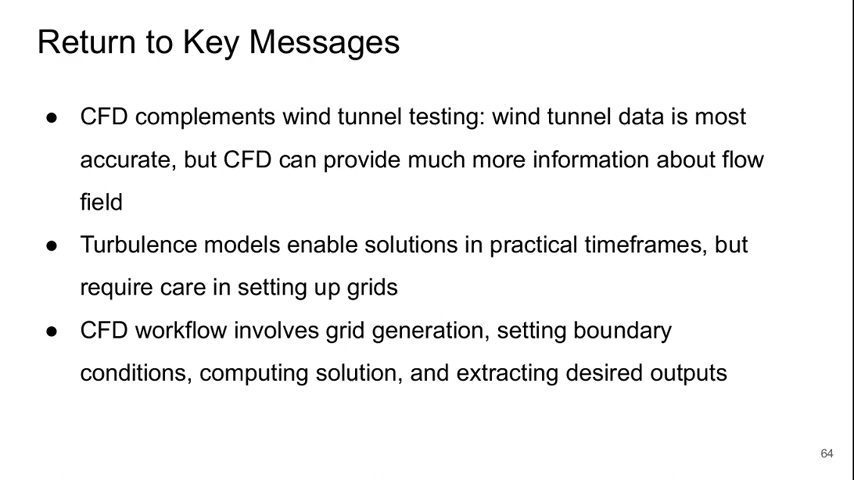 Return to Key Messages
● CFD complements wind tunnel testing: wind tunnel data is most
accurate, but CFD can provide much more information about flow
field
● Turbulence models enable solutions in practical timeframes, but
require care in setting up grids
● CFD workflow involves grid generation, setting boundary
conditions, computing solution, and extracting desired outputs
64